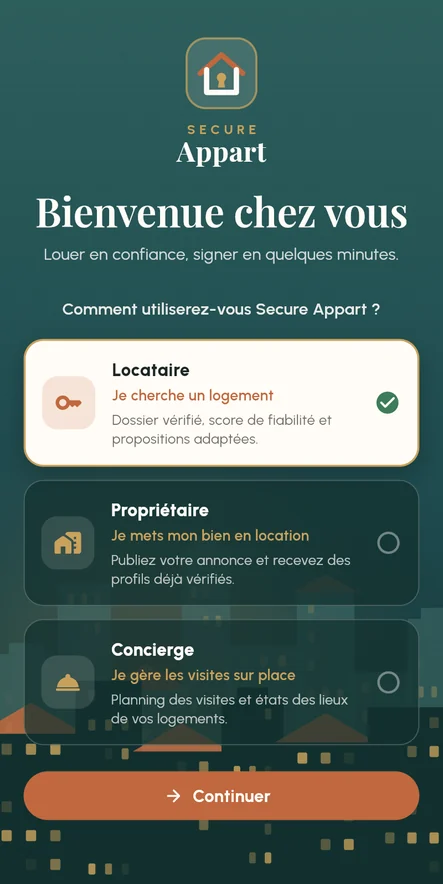 SECURE
Appart
Bienvenue chez vous
Louer en confiance, signer en quelques minutes.
Comment utiliserez-vous Secure Appart ?
Locataire
Je cherche un logement
Dossier vérifié, score de fiabilité et
propositions adaptées.
Propriétaire
Je mets mon bien en location
Publiez votre annonce et recevez des
profils déjà vérifiés.
Concierge
Je gère les visites sur place
Planning des visites et états des lieux
de vos logements.
Continuer